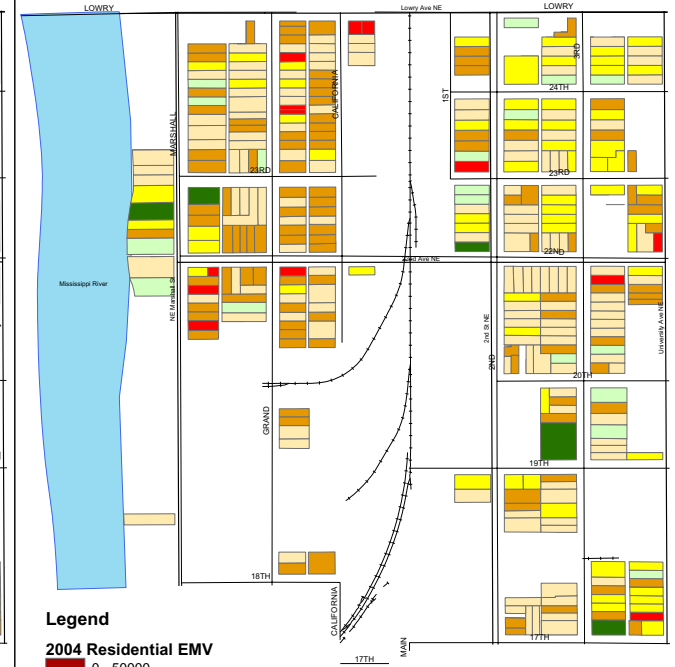 LOWRY
Lowry Ave NE
LOWRY
3RD
CALIFORNIA
24TH
1ST
MARSHALL
23RD
23RD
22ND
22nd Ave NE
Mississippi River
NE Marshall St
2nd St NE
University Ave NE
2ND
20TH
GRAND
19TH
18TH
CALIFORNIA
MAIN
17TH
17TH
Legend
2004 Residential EMV
0 - 50000